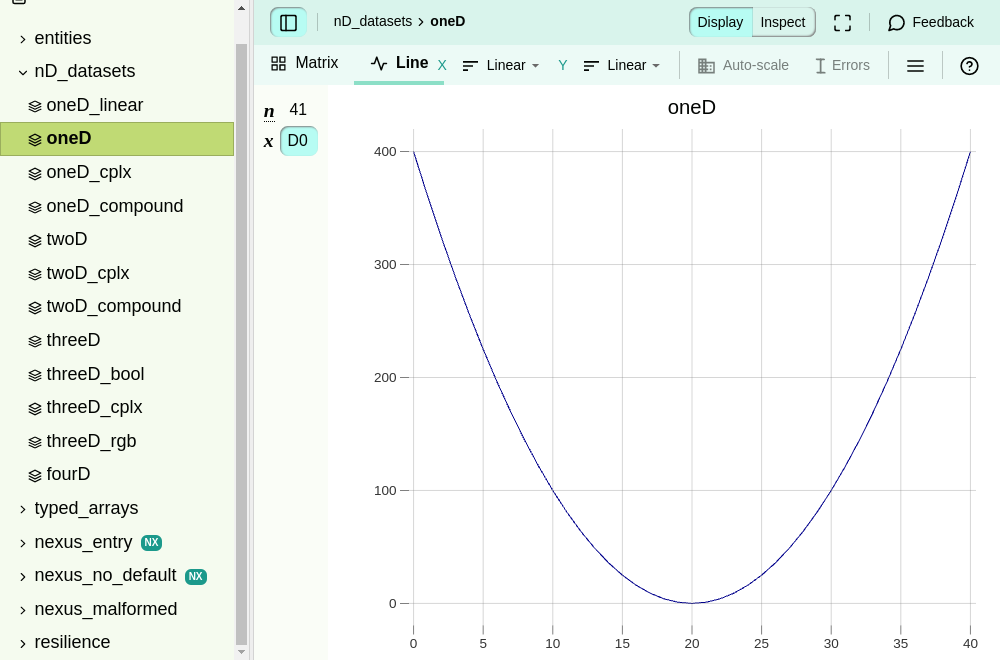 entities
nD_datasets
oneD_linear
oneD
oneD_cplx
oneD_compound
twoD
twoD_cplx
twoD_compound
threeD
threeD_bool
threeD_cplx
threeD_rgb
fourD
typed_arrays
nexus_entry NX
nexus_no_default NX
nexus_malformed
resilience
nD_datasets › oneD
Display Inspect
Feedback
Matrix Line X Linear Y Linear Auto-scale Errors
n 41
x D0
oneD
400
300
200
100
0
0 5 10 15 20 25 30 35 40